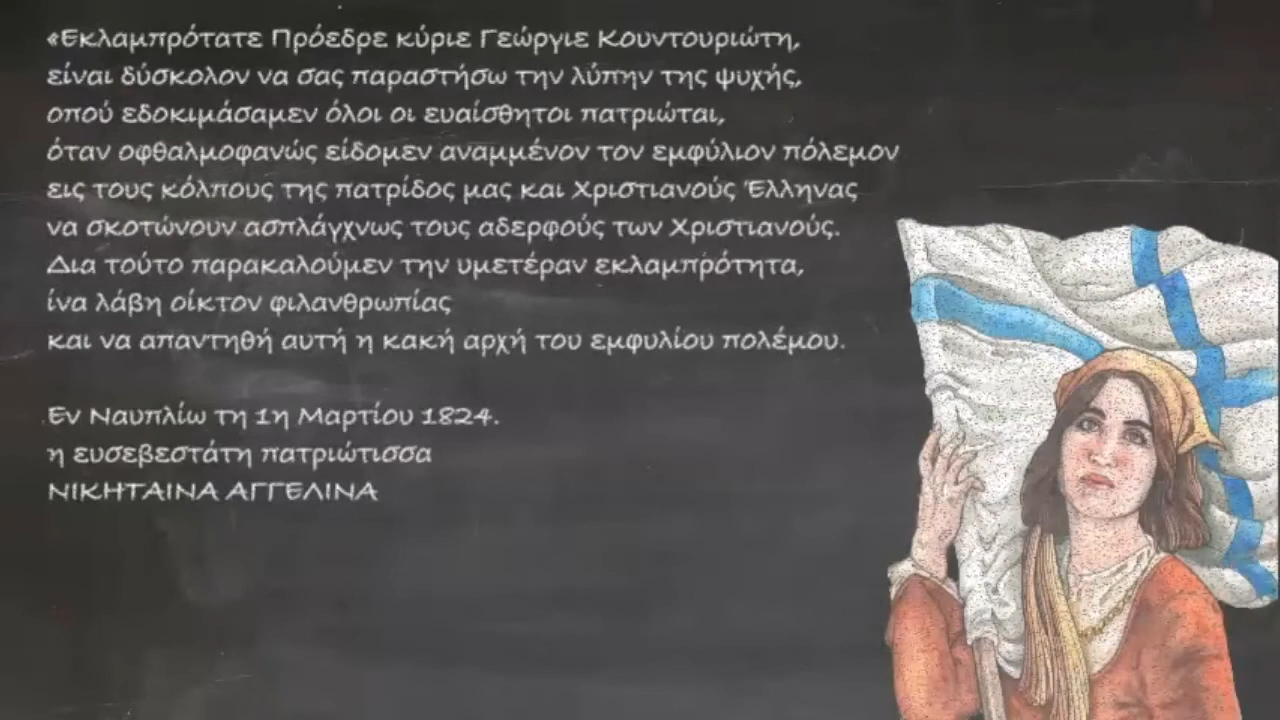 «Εκλαμπρότατε Πρόεδρε κύριε Γεώργιε Κουντουριώτη,
είναι δύσκολον να σας παραστήσω την λύπην της ψυχής,
οπού εδοκιμάσαμεν όλοι οι ευαίσθητοι πατριώται,
όταν οφθαλμοφανώς είδομεν αναμμένον τον εμφύλιον πόλεμον
εις τους κόλπους της πατρίδος μας και Χριστιανούς Έλληνας
να σκοτώνουν ασπλάγχνως τους αδερφούς των Χριστιανούς.
Δια τούτο παρακαλούμεν την υμετέραν εκλαμπρότητα,
ίνα λάβη οίκτον φιλανθρωπίας
και να απαντηθή αυτή η κακή αρχή του εμφυλίου πολέμου.
Εν Ναυπλίω τη 1η Μαρτίου 1824.
η ευσεβεστάτη πατριώτισσα
ΝΙΚΗΤΑΙΝΑ ΑΓΓΕΛΙΝΑ